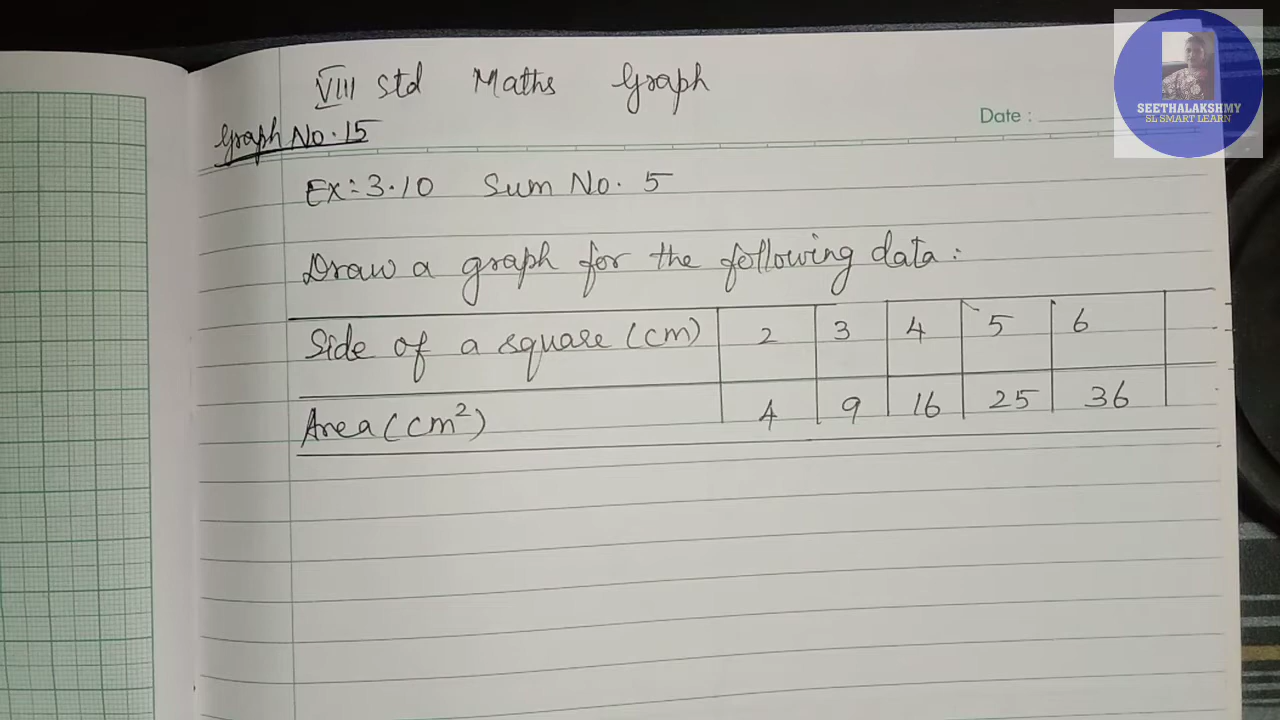 VIII Std Maths Graph
Graph No. 15
Date :
SEETHALAKSHMY
SL SMART LEARN
Ex: 3.10 Sum No. 5
Draw a graph for the following data:
Side of a square (cm) 2 3 4 5 6
Area (cm²) 4 9 16 25 36